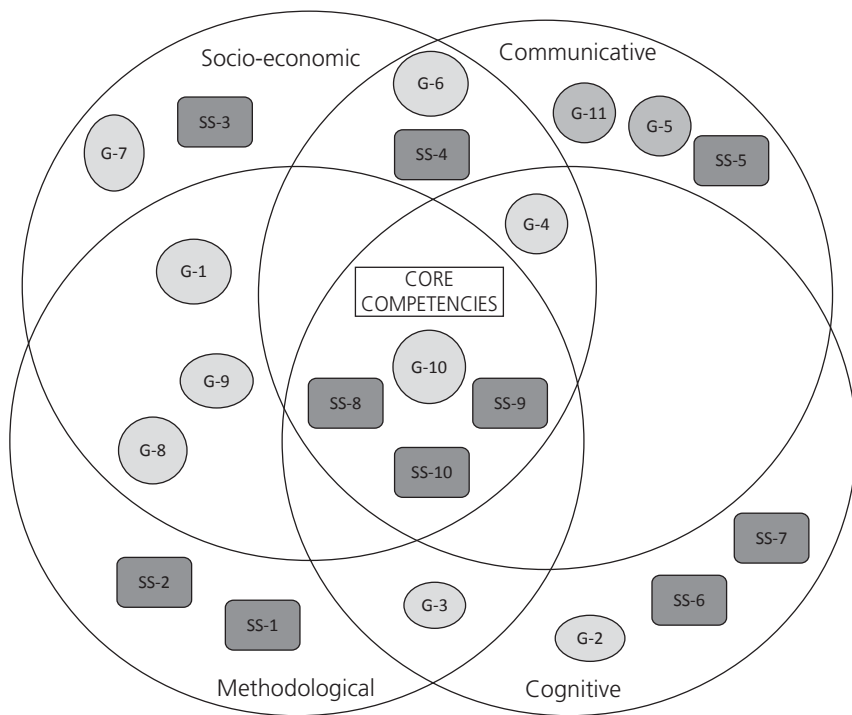 Socio-economic
Communicative
G-6
G-11
G-5
SS-3
SS-4
SS-5
G-7
G-4
G-1
CORE
COMPETENCIES
G-10
G-9
SS-8
SS-9
G-8
SS-10
SS-7
SS-2
SS-6
G-3
SS-1
G-2
Methodological
Cognitive